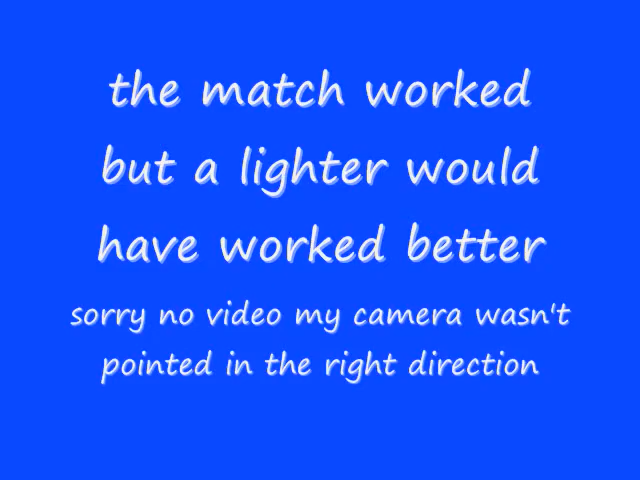 the match worked
but a lighter would
have worked better
sorry no video my camera wasn't
pointed in the right direction